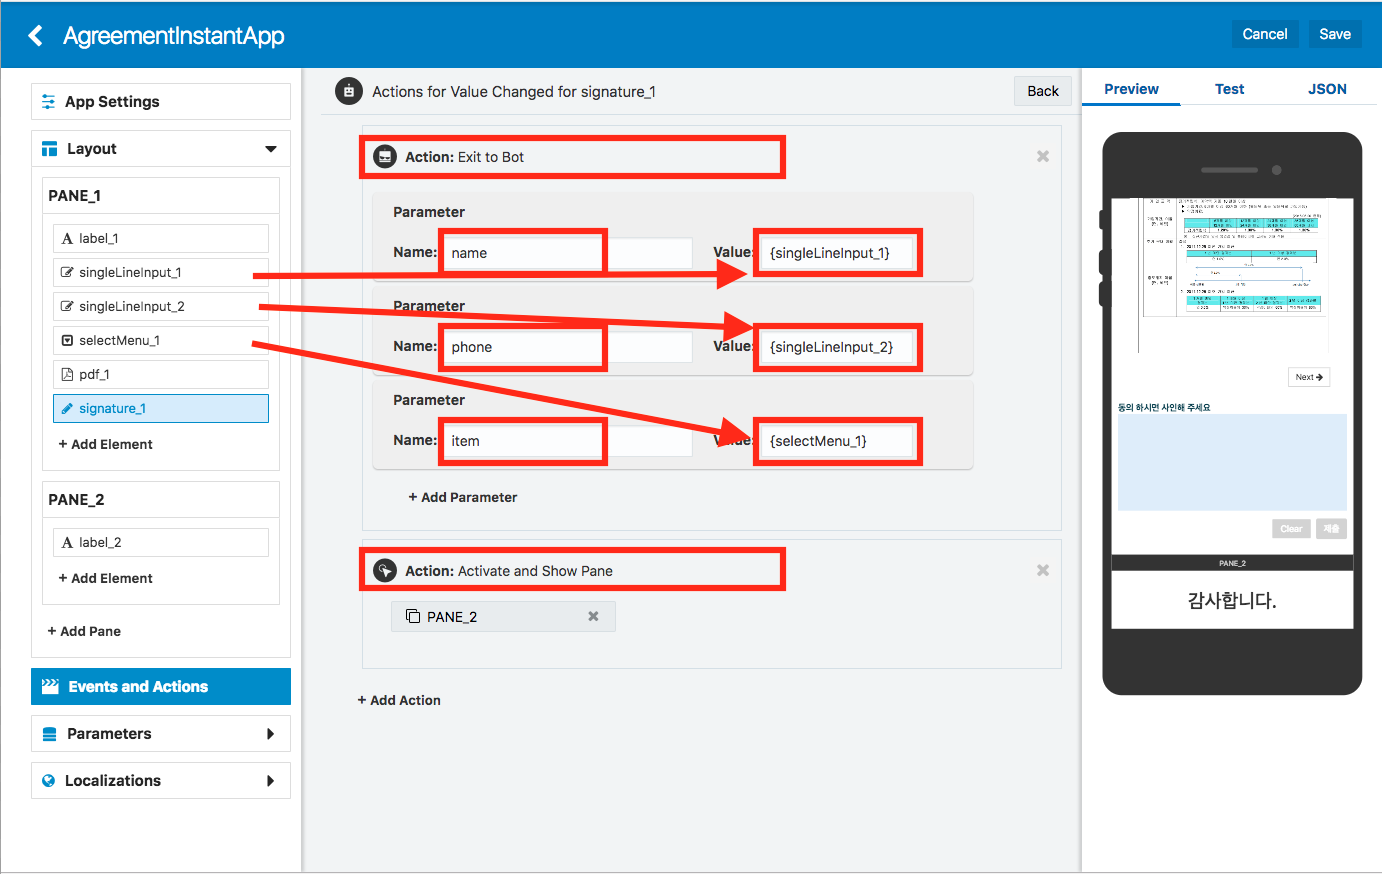 AgreementInstantApp
Cancel
Save
App Settings
Layout
PANE_1
label_1
singleLineInput_1
singleLineInput_2
selectMenu_1
pdf_1
signature_1
+ Add Element
PANE_2
label_2
+ Add Element
+ Add Pane
Events and Actions
Parameters
Localizations
Actions for Value Changed for signature_1
Back
Action: Exit to Bot
Parameter
Name: name Value: {singleLineInput_1}
Parameter
Name: phone Value: {singleLineInput_2}
Parameter
Name: item Value: {selectMenu_1}
+ Add Parameter
Action: Activate and Show Pane
PANE_2
+ Add Action
Preview
Test
JSON
Next
동의 하시면 사인해 주세요
Clear
제출
PANE_2
감사합니다.